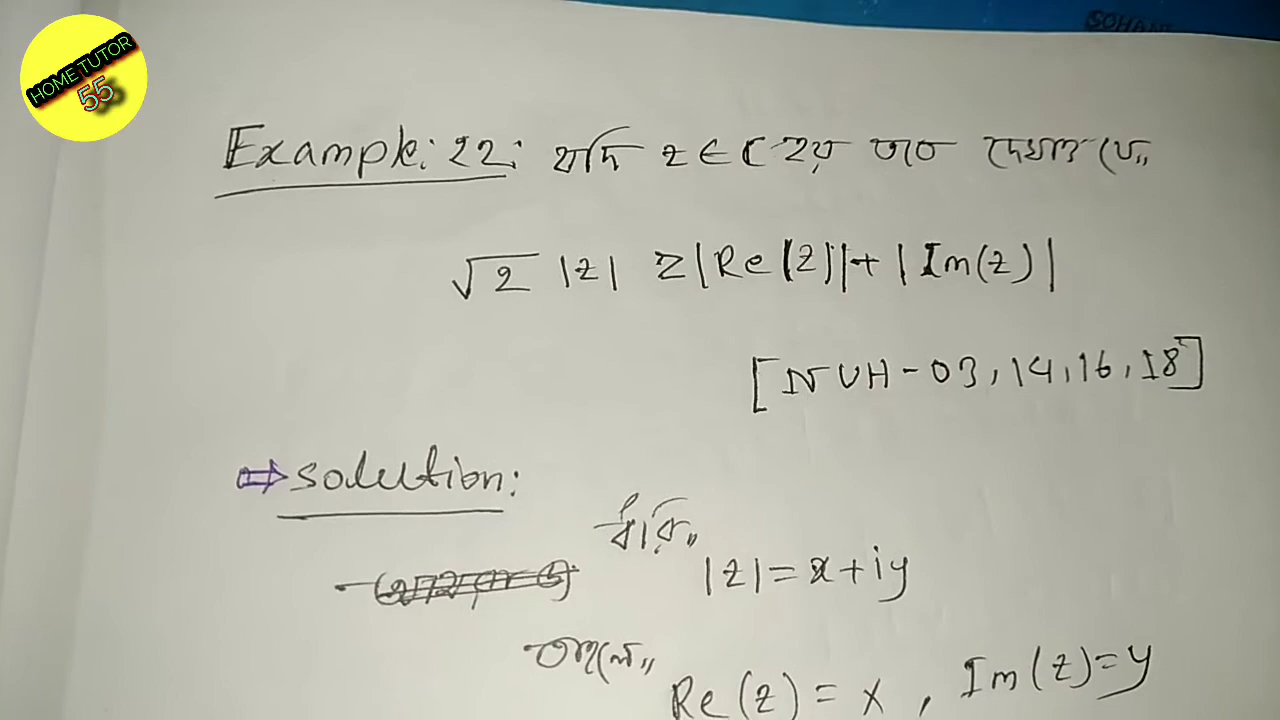 HOME TUTOR
55
SOHANI
Example: 22: যদি z ∈ C হয় তবে দেখাও যে,,
√2 |z| ≥ |Re(z)| + |Im(z)|
[NUH - 03, 14, 16, 18]
⇒ solution:
ধরি,,
|z| = x + iy
তাহলে,,
Re(z) = x , Im(z) = y